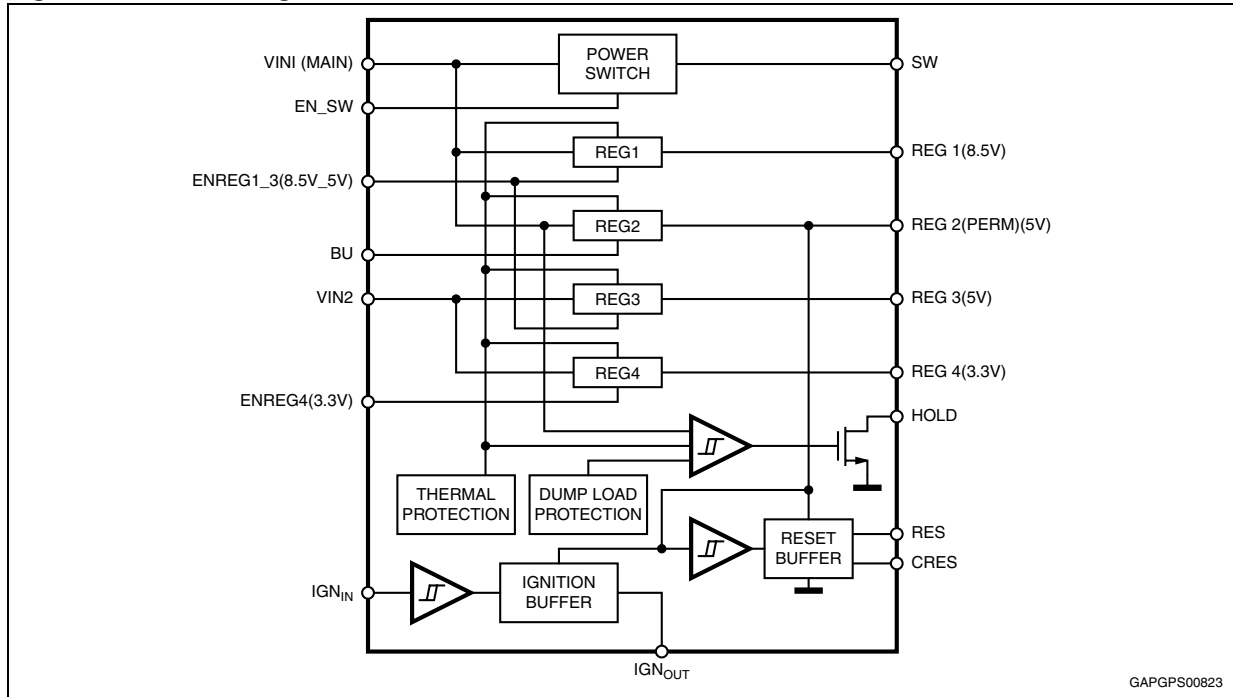 VINI (MAIN)
POWER
SWITCH
SW
EN_SW
REG1
REG 1(8.5V)
ENREG1_3(8.5V_5V)
REG2
REG 2(PERM)(5V)
BU
VIN2
REG3
REG 3(5V)
REG4
REG 4(3.3V)
ENREG4(3.3V)
HOLD
THERMAL
PROTECTION
DUMP LOAD
PROTECTION
RESET
BUFFER
RES
CRES
IGNIN
IGNITION
BUFFER
IGNOUT
GAPGPS00823